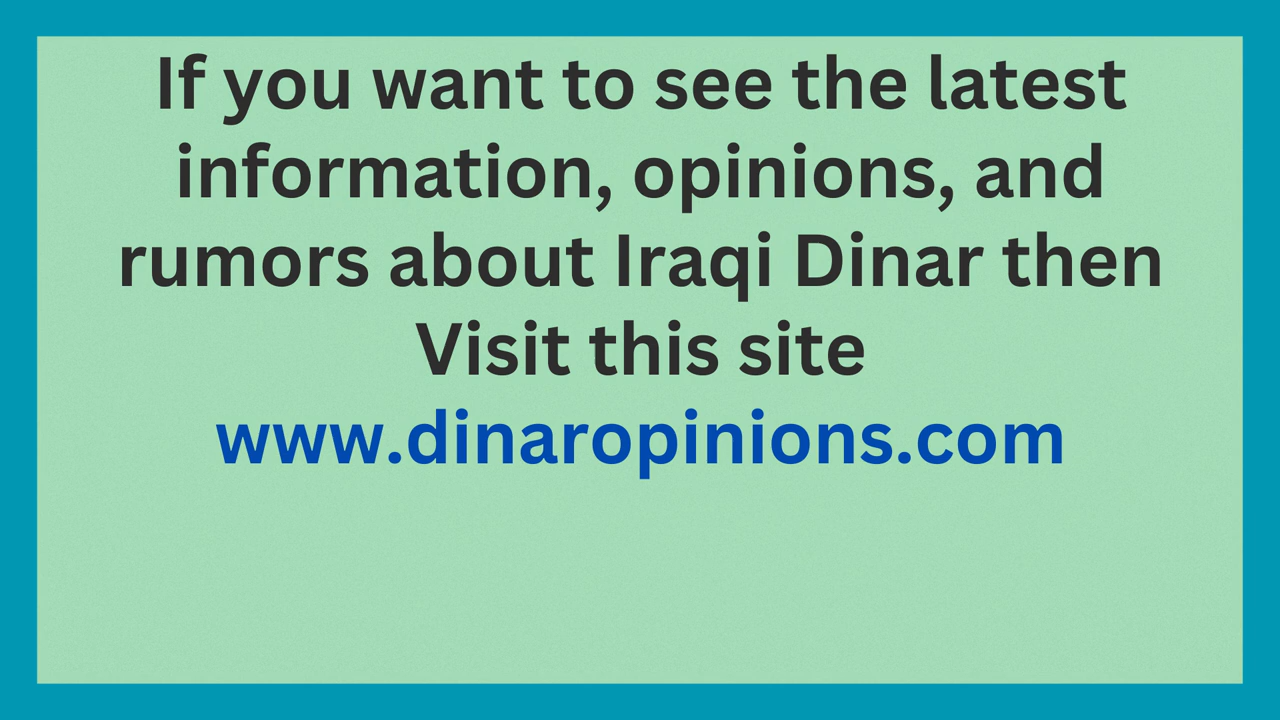 If you want to see the latest
information, opinions, and
rumors about Iraqi Dinar then
Visit this site
www.dinaropinions.com